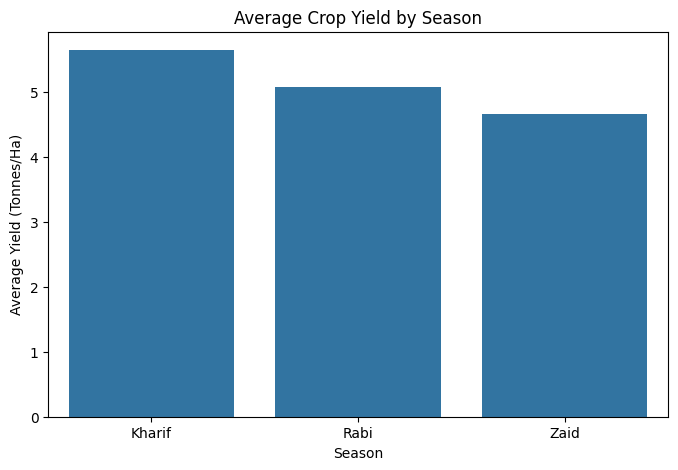 Average Crop Yield by Season
Average Yield (Tonnes/Ha)
5
4
3
2
1
0
Kharif
Rabi
Zaid
Season